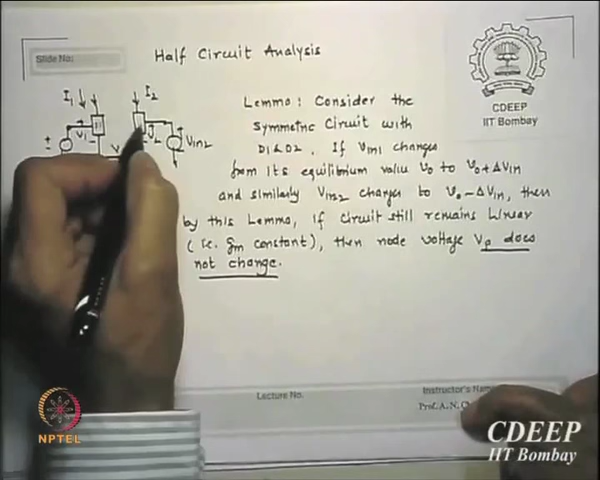 Slide No:
Half Circuit Analysis
CDEEP
IIT Bombay
I1
I2
V1
VIN2
Lemma: Consider the
Symmetric Circuit with
D1 & D2. If VIN1 changes
from its equilibrium value V0 to V0 + ΔVIN
and similarly VIN2 changes to V0 - ΔVIN, then
by this Lemma, if Circuit still remains Linear
(i.e. gm constant), then node voltage VP does
not change.
Lecture No.
Instructor's Name
Prof. A. N.
NPTEL
CDEEP
IIT Bombay